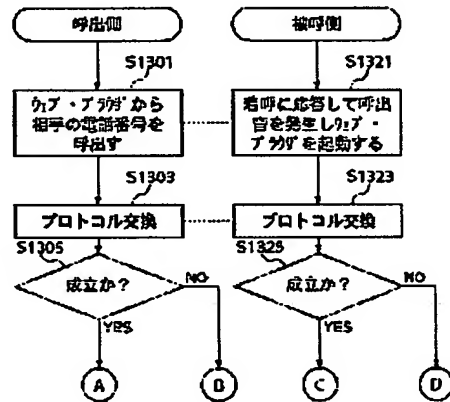 呼出側
被呼側
S1301
S1321
ウェブ・ブラウザから
相手の電話番号を
呼出す
着呼に応答して呼出
音を発生しウェブ・
ブラウザを起動する
S1303
S1323
プロトコル交換
プロトコル交換
S1305
S1325
成立か?
NO
成立か?
NO
YES
YES
A
B
C
D